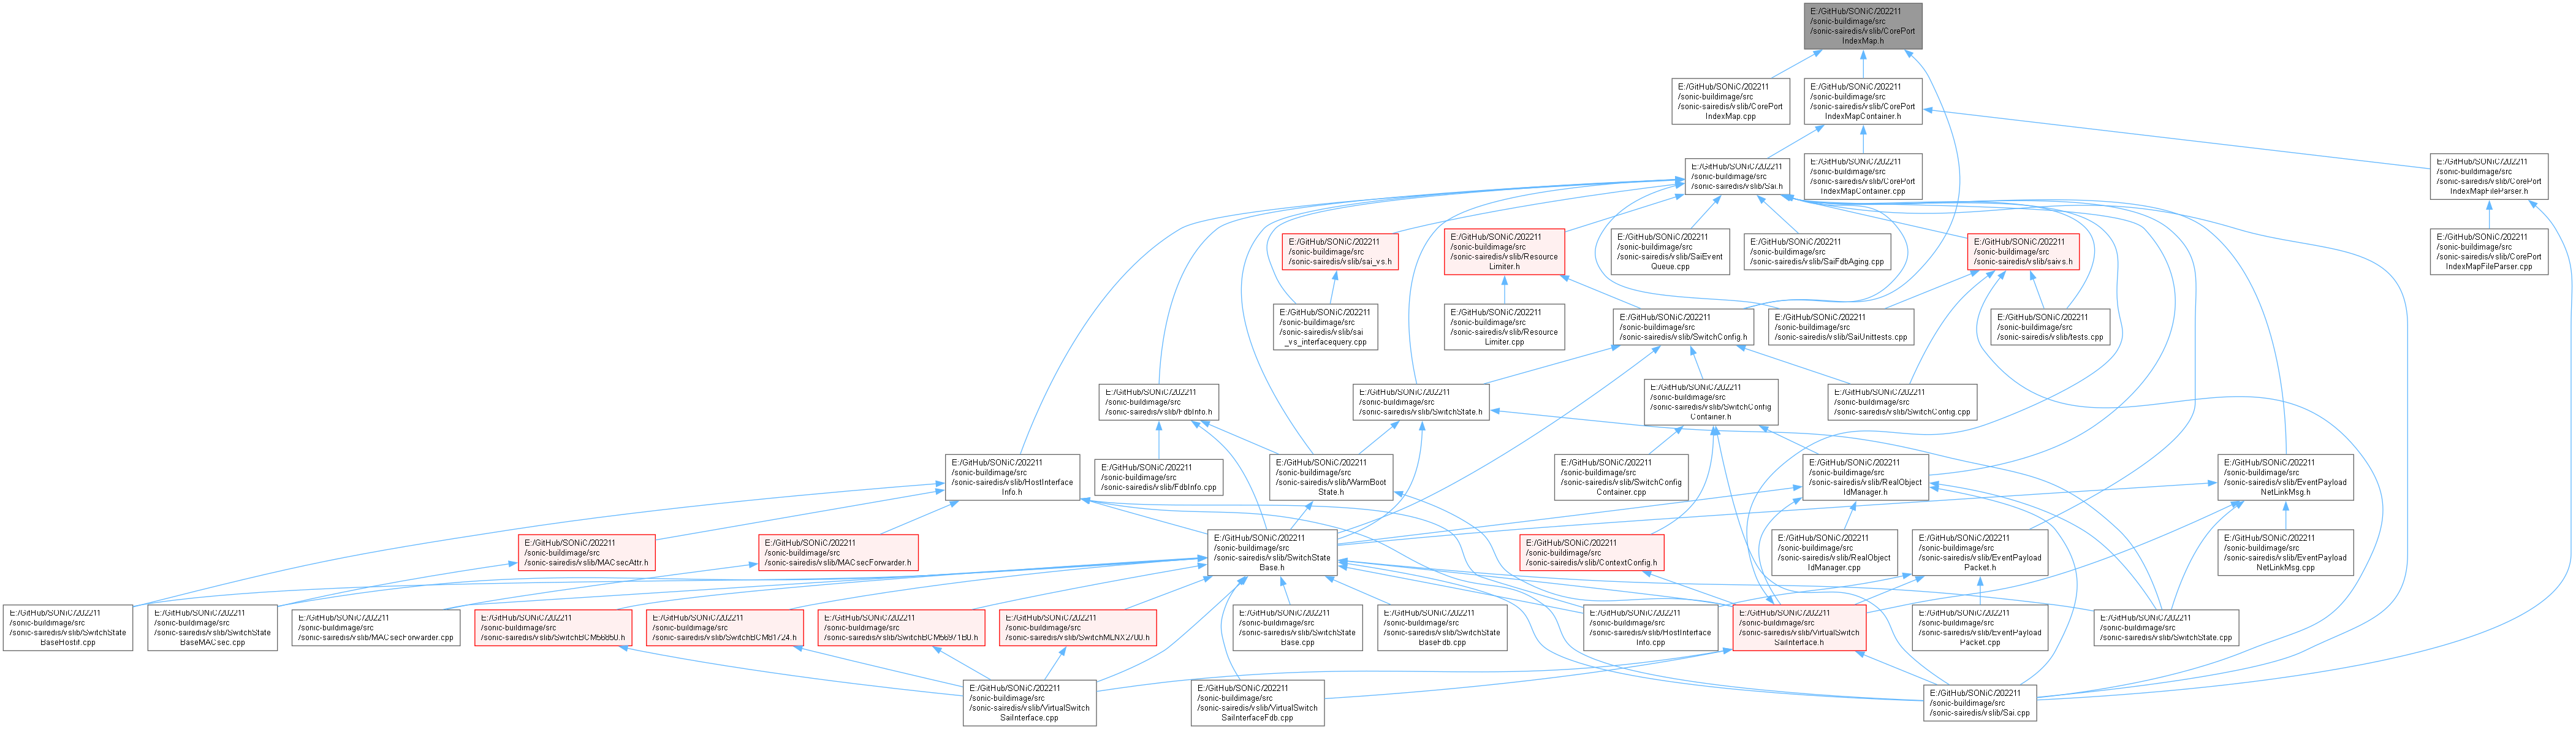 E:/GitHub/SONiC/202211
/sonic-buildimage/src
/sonic-sairedis/vslib/CorePort
IndexMap.h
E:/GitHub/SONiC/202211
/sonic-buildimage/src
/sonic-sairedis/vslib/CorePort
IndexMap.cpp
E:/GitHub/SONiC/202211
/sonic-buildimage/src
/sonic-sairedis/vslib/CorePort
IndexMapContainer.h
E:/GitHub/SONiC/202211
/sonic-buildimage/src
/sonic-sairedis/vslib/Sai.h
E:/GitHub/SONiC/202211
/sonic-buildimage/src
/sonic-sairedis/vslib/CorePort
IndexMapContainer.cpp
E:/GitHub/SONiC/202211
/sonic-buildimage/src
/sonic-sairedis/vslib/CorePort
IndexMapFileParser.h
E:/GitHub/SONiC/202211
/sonic-buildimage/src
/sonic-sairedis/vslib/sai_vs.h
E:/GitHub/SONiC/202211
/sonic-buildimage/src
/sonic-sairedis/vslib/Resource
Limiter.h
E:/GitHub/SONiC/202211
/sonic-buildimage/src
/sonic-sairedis/vslib/SaiEvent
Queue.cpp
E:/GitHub/SONiC/202211
/sonic-buildimage/src
/sonic-sairedis/vslib/SaiFdbAging.cpp
E:/GitHub/SONiC/202211
/sonic-buildimage/src
/sonic-sairedis/vslib/saivs.h
E:/GitHub/SONiC/202211
/sonic-buildimage/src
/sonic-sairedis/vslib/CorePort
IndexMapFileParser.cpp
E:/GitHub/SONiC/202211
/sonic-buildimage/src
/sonic-sairedis/vslib/sai
_vs_interfacequery.cpp
E:/GitHub/SONiC/202211
/sonic-buildimage/src
/sonic-sairedis/vslib/Resource
Limiter.cpp
E:/GitHub/SONiC/202211
/sonic-buildimage/src
/sonic-sairedis/vslib/SwitchConfig.h
E:/GitHub/SONiC/202211
/sonic-buildimage/src
/sonic-sairedis/vslib/SaiUnittests.cpp
E:/GitHub/SONiC/202211
/sonic-buildimage/src
/sonic-sairedis/vslib/tests.cpp
E:/GitHub/SONiC/202211
/sonic-buildimage/src
/sonic-sairedis/vslib/FdbInfo.h
E:/GitHub/SONiC/202211
/sonic-buildimage/src
/sonic-sairedis/vslib/SwitchState.h
E:/GitHub/SONiC/202211
/sonic-buildimage/src
/sonic-sairedis/vslib/SwitchConfig
Container.h
E:/GitHub/SONiC/202211
/sonic-buildimage/src
/sonic-sairedis/vslib/SwitchConfig.cpp
E:/GitHub/SONiC/202211
/sonic-buildimage/src
/sonic-sairedis/vslib/HostInterface
Info.h
E:/GitHub/SONiC/202211
/sonic-buildimage/src
/sonic-sairedis/vslib/FdbInfo.cpp
E:/GitHub/SONiC/202211
/sonic-buildimage/src
/sonic-sairedis/vslib/WarmBoot
State.h
E:/GitHub/SONiC/202211
/sonic-buildimage/src
/sonic-sairedis/vslib/SwitchConfig
Container.cpp
E:/GitHub/SONiC/202211
/sonic-buildimage/src
/sonic-sairedis/vslib/RealObject
IdManager.h
E:/GitHub/SONiC/202211
/sonic-buildimage/src
/sonic-sairedis/vslib/EventPayload
NetLinkMsg.h
E:/GitHub/SONiC/202211
/sonic-buildimage/src
/sonic-sairedis/vslib/MACsecAttr.h
E:/GitHub/SONiC/202211
/sonic-buildimage/src
/sonic-sairedis/vslib/MACsecForwarder.h
E:/GitHub/SONiC/202211
/sonic-buildimage/src
/sonic-sairedis/vslib/SwitchState
Base.h
E:/GitHub/SONiC/202211
/sonic-buildimage/src
/sonic-sairedis/vslib/ContextConfig.h
E:/GitHub/SONiC/202211
/sonic-buildimage/src
/sonic-sairedis/vslib/RealObject
IdManager.cpp
E:/GitHub/SONiC/202211
/sonic-buildimage/src
/sonic-sairedis/vslib/EventPayload
Packet.h
E:/GitHub/SONiC/202211
/sonic-buildimage/src
/sonic-sairedis/vslib/EventPayload
NetLinkMsg.cpp
E:/GitHub/SONiC/202211
/sonic-buildimage/src
/sonic-sairedis/vslib/SwitchState
BaseHostif.cpp
E:/GitHub/SONiC/202211
/sonic-buildimage/src
/sonic-sairedis/vslib/SwitchState
BaseMACsec.cpp
E:/GitHub/SONiC/202211
/sonic-buildimage/src
/sonic-sairedis/vslib/MACsecForwarder.cpp
E:/GitHub/SONiC/202211
/sonic-buildimage/src
/sonic-sairedis/vslib/SwitchBCM56850.h
E:/GitHub/SONiC/202211
/sonic-buildimage/src
/sonic-sairedis/vslib/SwitchBCM81724.h
E:/GitHub/SONiC/202211
/sonic-buildimage/src
/sonic-sairedis/vslib/SwitchBCM56971B0.h
E:/GitHub/SONiC/202211
/sonic-buildimage/src
/sonic-sairedis/vslib/SwitchMLNX2700.h
E:/GitHub/SONiC/202211
/sonic-buildimage/src
/sonic-sairedis/vslib/SwitchState
Base.cpp
E:/GitHub/SONiC/202211
/sonic-buildimage/src
/sonic-sairedis/vslib/SwitchState
BaseFdb.cpp
E:/GitHub/SONiC/202211
/sonic-buildimage/src
/sonic-sairedis/vslib/HostInterface
Info.cpp
E:/GitHub/SONiC/202211
/sonic-buildimage/src
/sonic-sairedis/vslib/VirtualSwitch
SaiInterface.h
E:/GitHub/SONiC/202211
/sonic-buildimage/src
/sonic-sairedis/vslib/EventPayload
Packet.cpp
E:/GitHub/SONiC/202211
/sonic-buildimage/src
/sonic-sairedis/vslib/SwitchState.cpp
E:/GitHub/SONiC/202211
/sonic-buildimage/src
/sonic-sairedis/vslib/VirtualSwitch
SaiInterface.cpp
E:/GitHub/SONiC/202211
/sonic-buildimage/src
/sonic-sairedis/vslib/VirtualSwitch
SaiInterfaceFdb.cpp
E:/GitHub/SONiC/202211
/sonic-buildimage/src
/sonic-sairedis/vslib/Sai.cpp